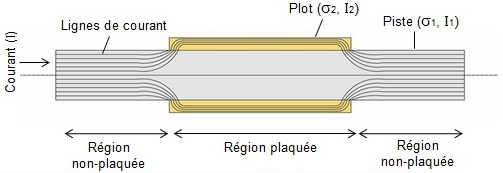 Lignes de courant
Plot (σ2, I2)
Piste (σ1, I1)
Courant (I)
Région
non-plaquée
Région plaquée
Région
non-plaquée